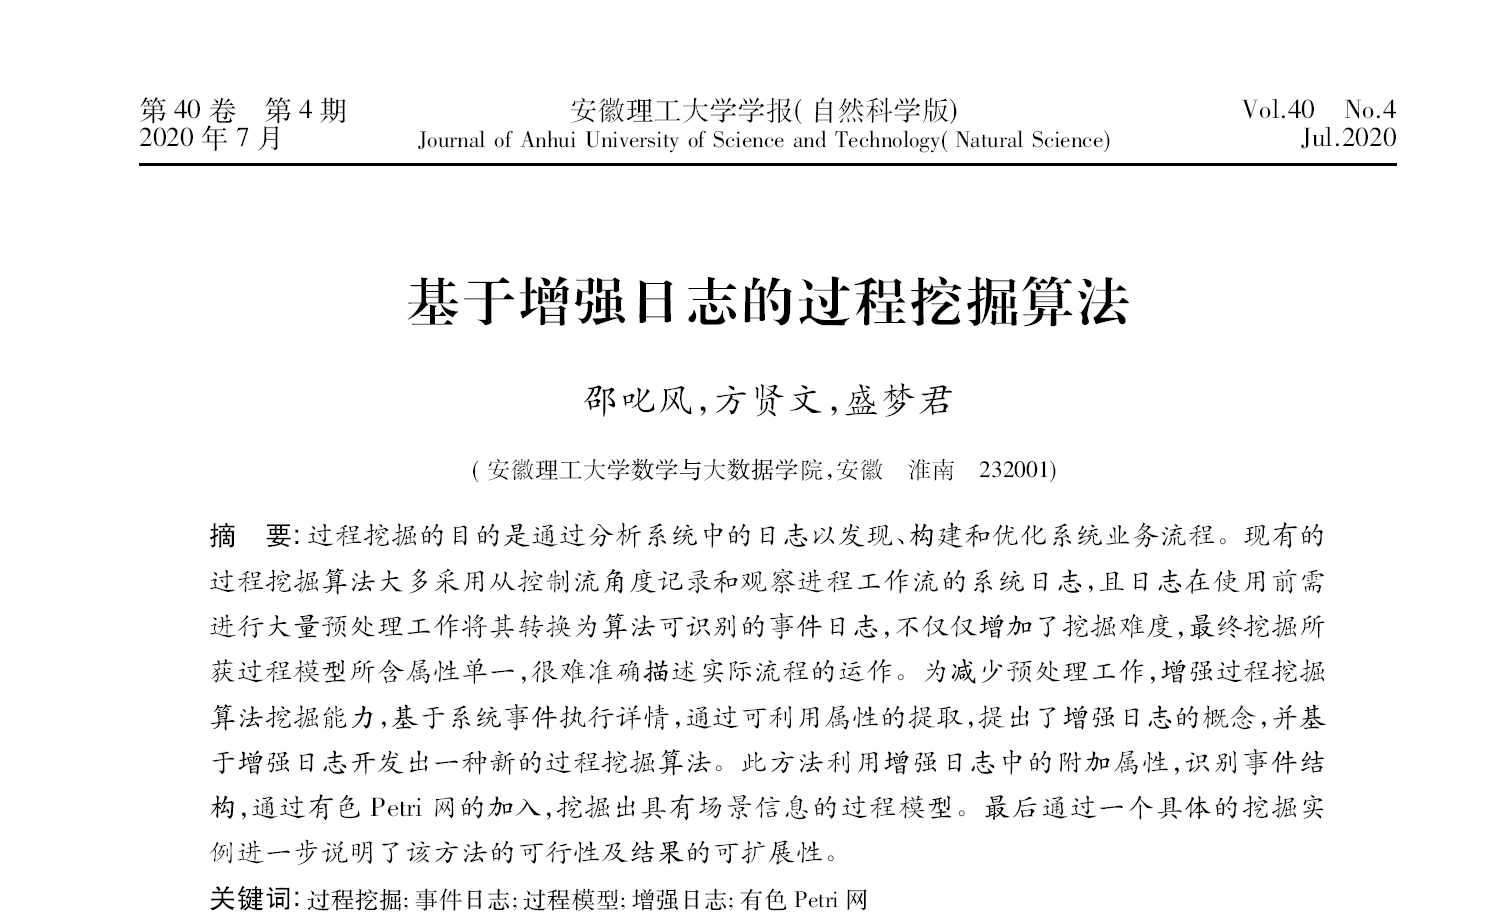 第 40 卷 第 4 期 安徽理工大学学报(自然科学版) Vol.40 No.4
2020 年 7 月 Journal of Anhui University of Science and Technology(Natural Science) Jul.2020
基于增强日志的过程挖掘算法
邵叱风,方贤文,盛梦君
(安徽理工大学数学与大数据学院,安徽 淮南 232001)
摘 要:过程挖掘的目的是通过分析系统中的日志以发现、构建和优化系统业务流程。现有的
过程挖掘算法大多采用从控制流角度记录和观察进程工作流的系统日志,且日志在使用前需
进行大量预处理工作将其转换为算法可识别的事件日志,不仅仅增加了挖掘难度,最终挖掘所
获过程模型所含属性单一,很难准确描述实际流程的运作。为减少预处理工作,增强过程挖掘
算法挖掘能力,基于系统事件执行详情,通过可利用属性的提取,提出了增强日志的概念,并基
于增强日志开发出一种新的过程挖掘算法。此方法利用增强日志中的附加属性,识别事件结
构,通过有色 Petri 网的加入,挖掘出具有场景信息的过程模型。最后通过一个具体的挖掘实
例进一步说明了该方法的可行性及结果的可扩展性。
关键词:过程挖掘;事件日志;过程模型;增强日志;有色 Petri 网